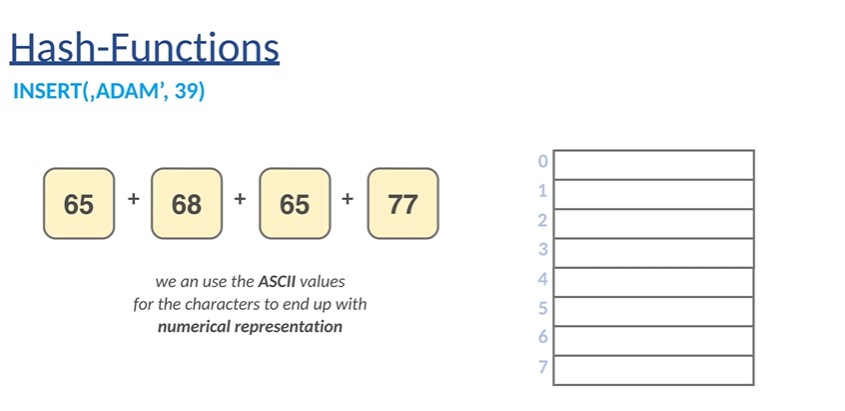 Hash-Functions
INSERT(‚ADAM’, 39)
65 + 68 + 65 + 77
we an use the ASCII values
for the characters to end up with
numerical representation
0
1
2
3
4
5
6
7